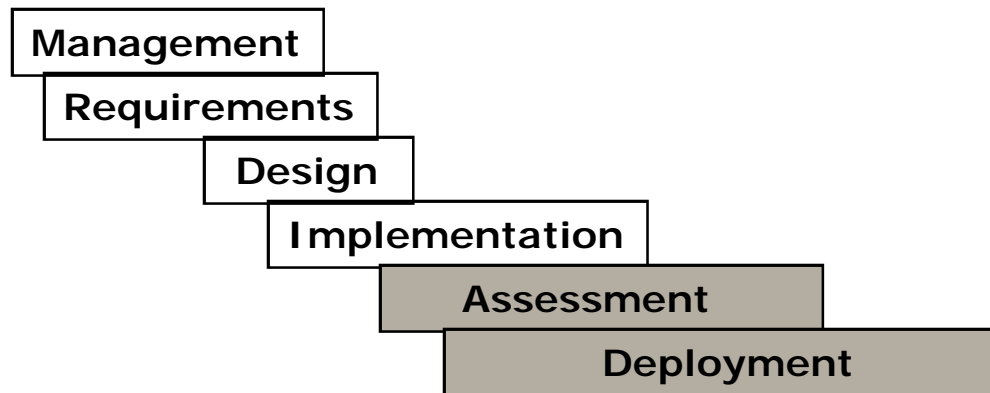 Management
Requirements
Design
Implementation
Assessment
Deployment